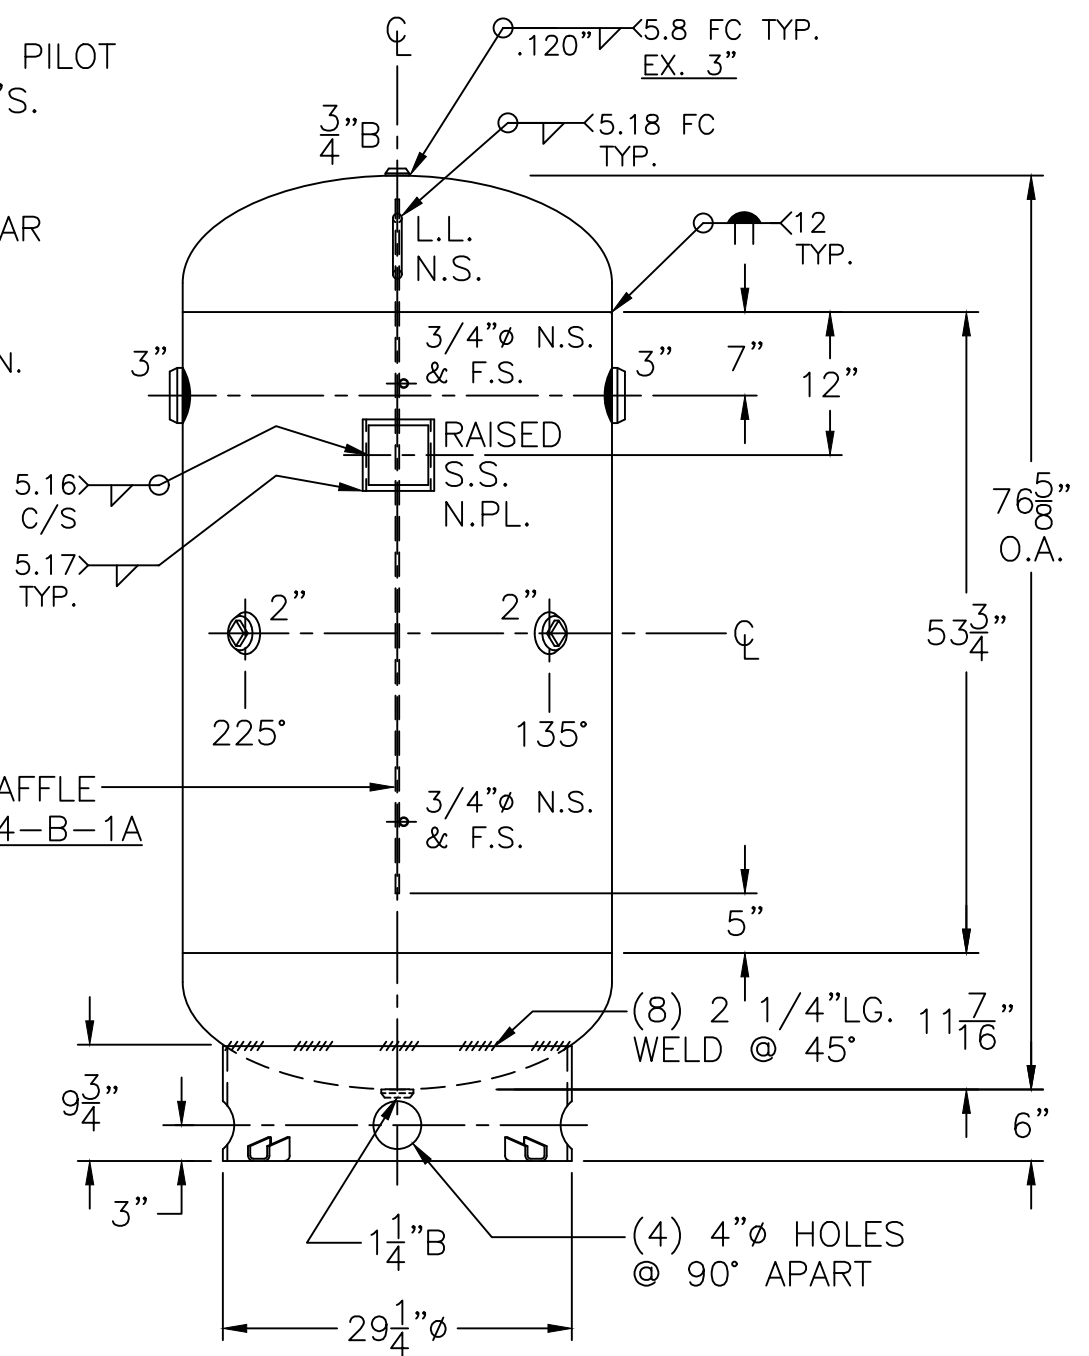 PILOT
"S.
AR
N.
℄
.120"
5.8 FC TYP.
EX. 3"
3/4"B
5.18 FC
TYP.
L.L.
N.S.
12
TYP.
3"
3/4"ø N.S.
& F.S.
3"
7"
12"
RAISED
S.S.
N.PL.
5.16
C/S
5.17
TYP.
76 5/8"
O.A.
2"
2"
℄
53 3/4"
225°
135°
AFFLE
4-B-1A
3/4"ø N.S.
& F.S.
5"
(8) 2 1/4"LG.
WELD @ 45°
11 7/16"
9 3/4"
6"
3"
1 1/4"B
(4) 4"ø HOLES
@ 90° APART
29 1/4"ø